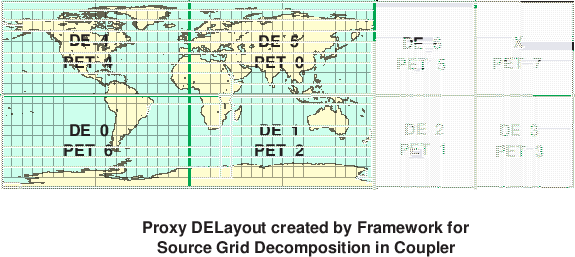 DE 4 DE 5 DE 6 X
PET 4 PET 0 PET 5 PET 7
DE 0 DE 1 DE 2 DE 3
PET 6 PET 2 PET 1 PET 3
Proxy DELayout created by Framework for
Source Grid Decomposition in Coupler